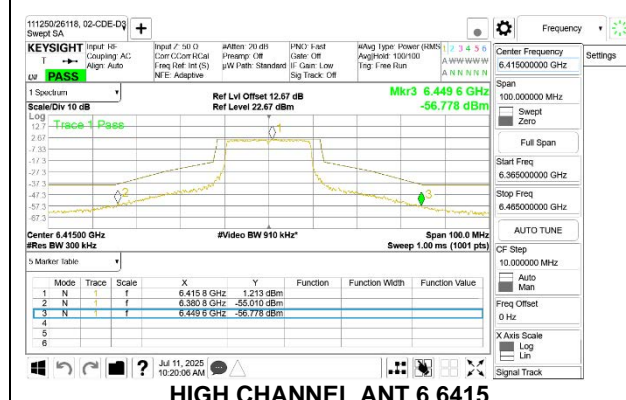 111250/26118, 02-CDE-D3
Swept SA
Frequency
KEYSIGHT
Input: RF
Coupling: AC
Align: Auto
Input Z: 50 Ω
Corr CCorr RCal
Freq Ref: Int (S)
NFE: Adaptive
#Atten: 20 dB
Preamp: Off
µW Path: Standard
PNO: Fast
Gate: Off
IF Gain: Low
Sig Track: Off
#Avg Type: Power (RMS
Avg|Hold: 100/100
Trig: Free Run
1 2 3 4 5 6
A W W W W W
A N N N N N
PASS
1 Spectrum
Scale/Div 10 dB
Ref Lvl Offset 12.67 dB
Ref Level 22.67 dBm
Mkr3 6.449 6 GHz
-56.778 dBm
Log
Trace 1 Pass
12.7
2.67
-7.33
-17.3
-27.3
-37.3
-47.3
-57.3
-67.3
1
2
3
Center 6.41500 GHz
#Res BW 300 kHz
#Video BW 910 kHz*
Span 100.0 MHz
Sweep 1.00 ms (1001 pts)
5 Marker Table
Mode Trace Scale X Y Function Function Width Function Value
1 N 1 f 6.415 8 GHz 1.213 dBm
2 N 1 f 6.380 8 GHz -55.010 dBm
3 N 1 f 6.449 6 GHz -56.778 dBm
4
5
6
Jul 11, 2025
10:20:06 AM
Center Frequency
6.415000000 GHz
Settings
Span
100.000000 MHz
Swept
Zero
Full Span
Start Freq
6.365000000 GHz
Stop Freq
6.465000000 GHz
AUTO TUNE
CF Step
10.000000 MHz
Auto
Man
Freq Offset
0 Hz
X Axis Scale
Log
Lin
Signal Track
HIGH CHANNEL ANT 6 6415